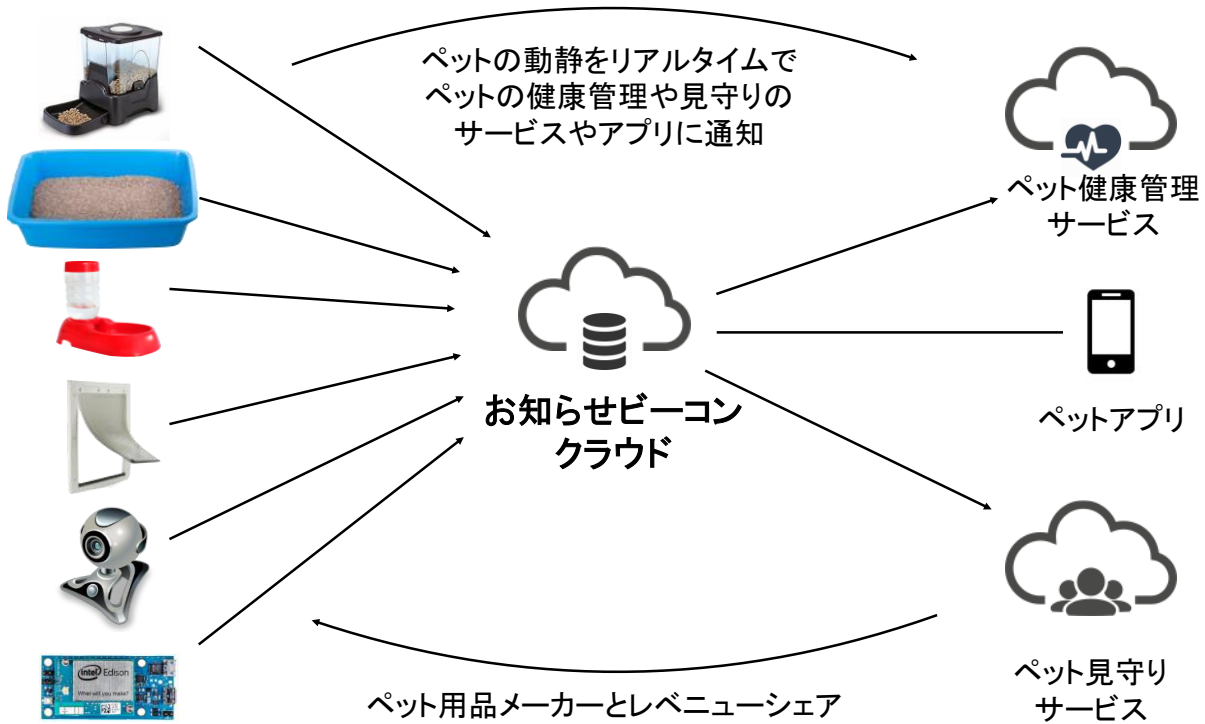 ペットの動静をリアルタイムで
ペットの健康管理や見守りの
サービスやアプリに通知
ペット健康管理
サービス
お知らせビーコン
クラウド
ペットアプリ
ペット見守り
サービス
ペット用品メーカーとレベニューシェア
intel Edison
What will you make?